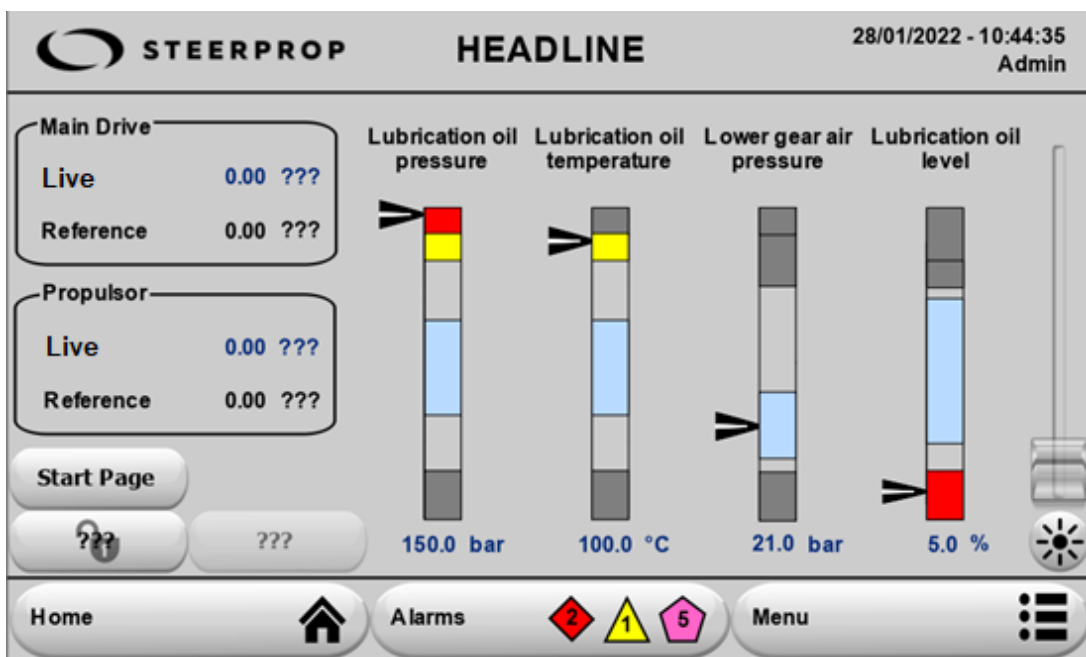 STEERPROP
HEADLINE
28/01/2022 - 10:44:35
Admin
Main Drive
Live 0.00 ???
Reference 0.00 ???
Propulsor
Live 0.00 ???
Reference 0.00 ???
Start Page
???
???
Lubrication oil
pressure
150.0 bar
Lubrication oil
temperature
100.0 °C
Lower gear air
pressure
21.0 bar
Lubrication oil
level
5.0 %
Home
Alarms 2 1 5
Menu